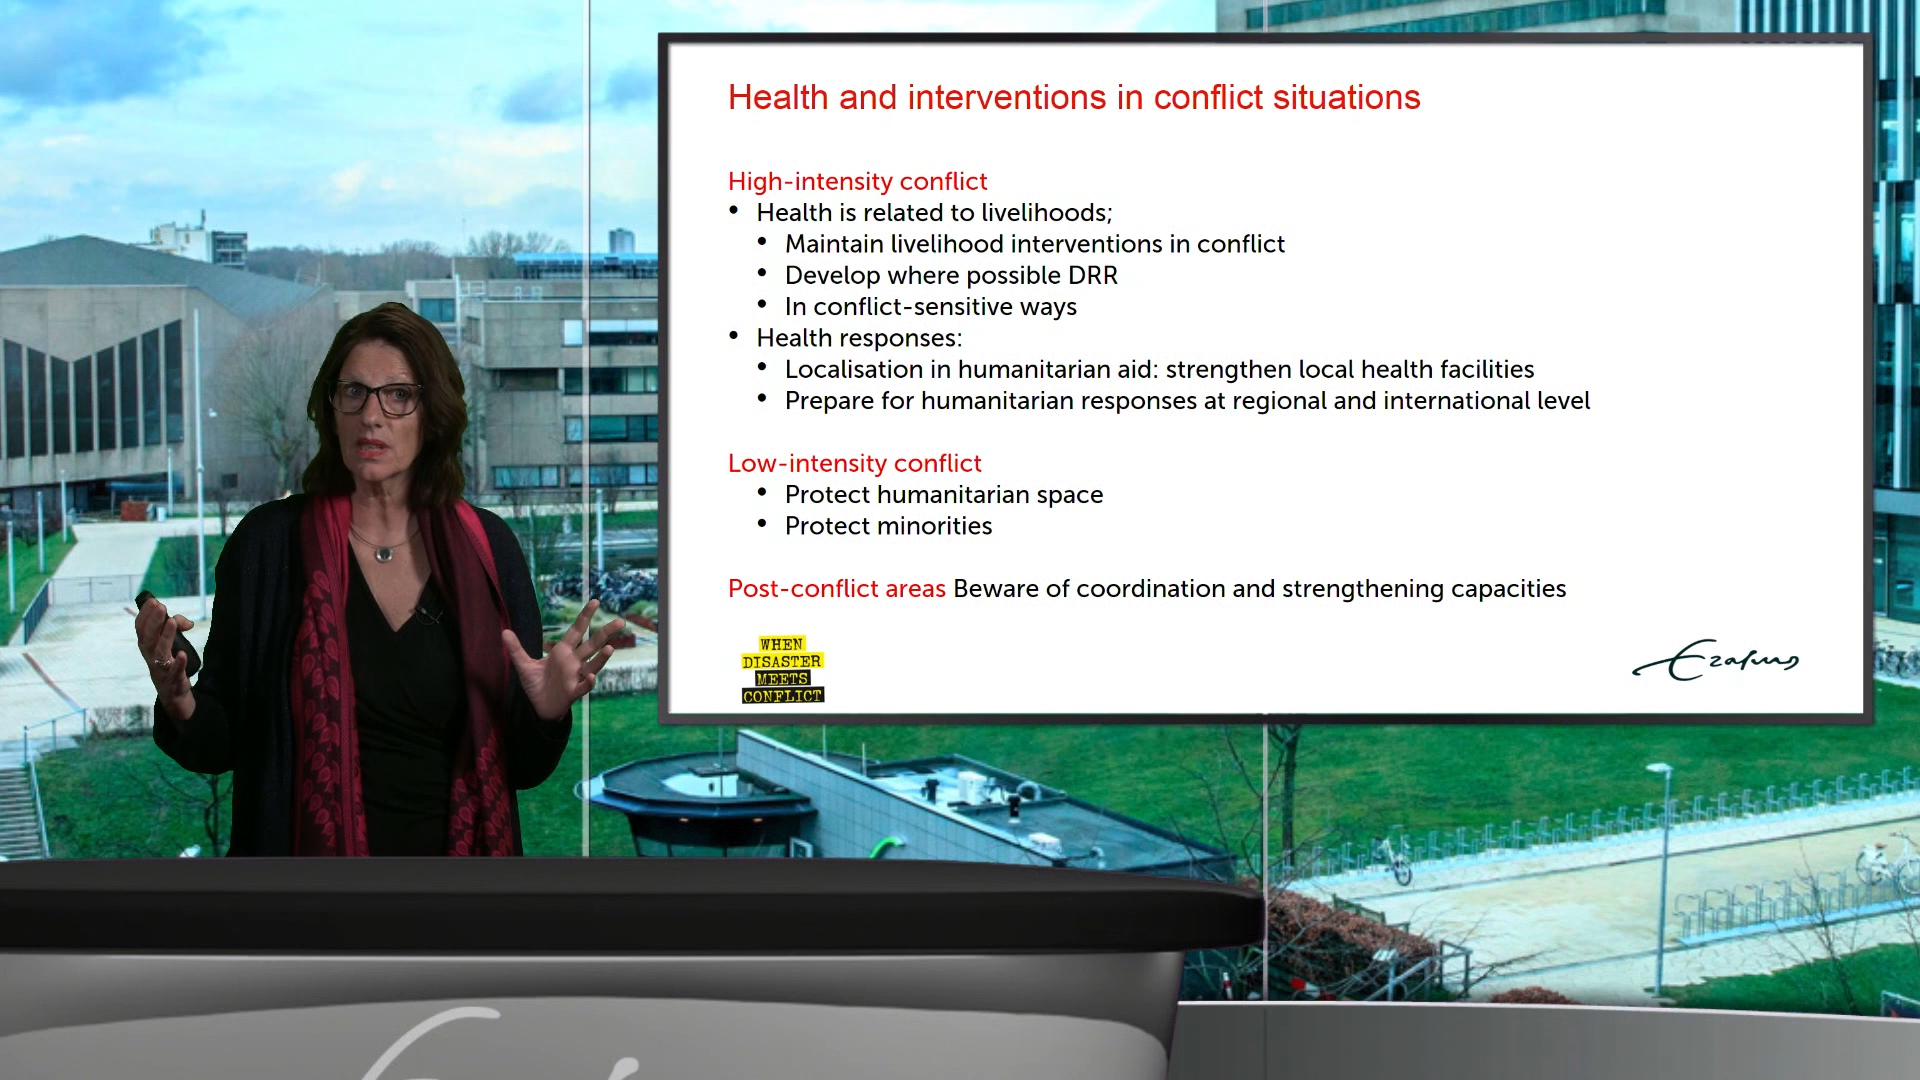 Health and interventions in conflict situations
High-intensity conflict
• Health is related to livelihoods;
• Maintain livelihood interventions in conflict
• Develop where possible DRR
• In conflict-sensitive ways
• Health responses:
• Localisation in humanitarian aid: strengthen local health facilities
• Prepare for humanitarian responses at regional and international level
Low-intensity conflict
• Protect humanitarian space
• Protect minorities
Post-conflict areas Beware of coordination and strengthening capacities
WHEN
DISASTER
MEETS
CONFLICT
Erasmus